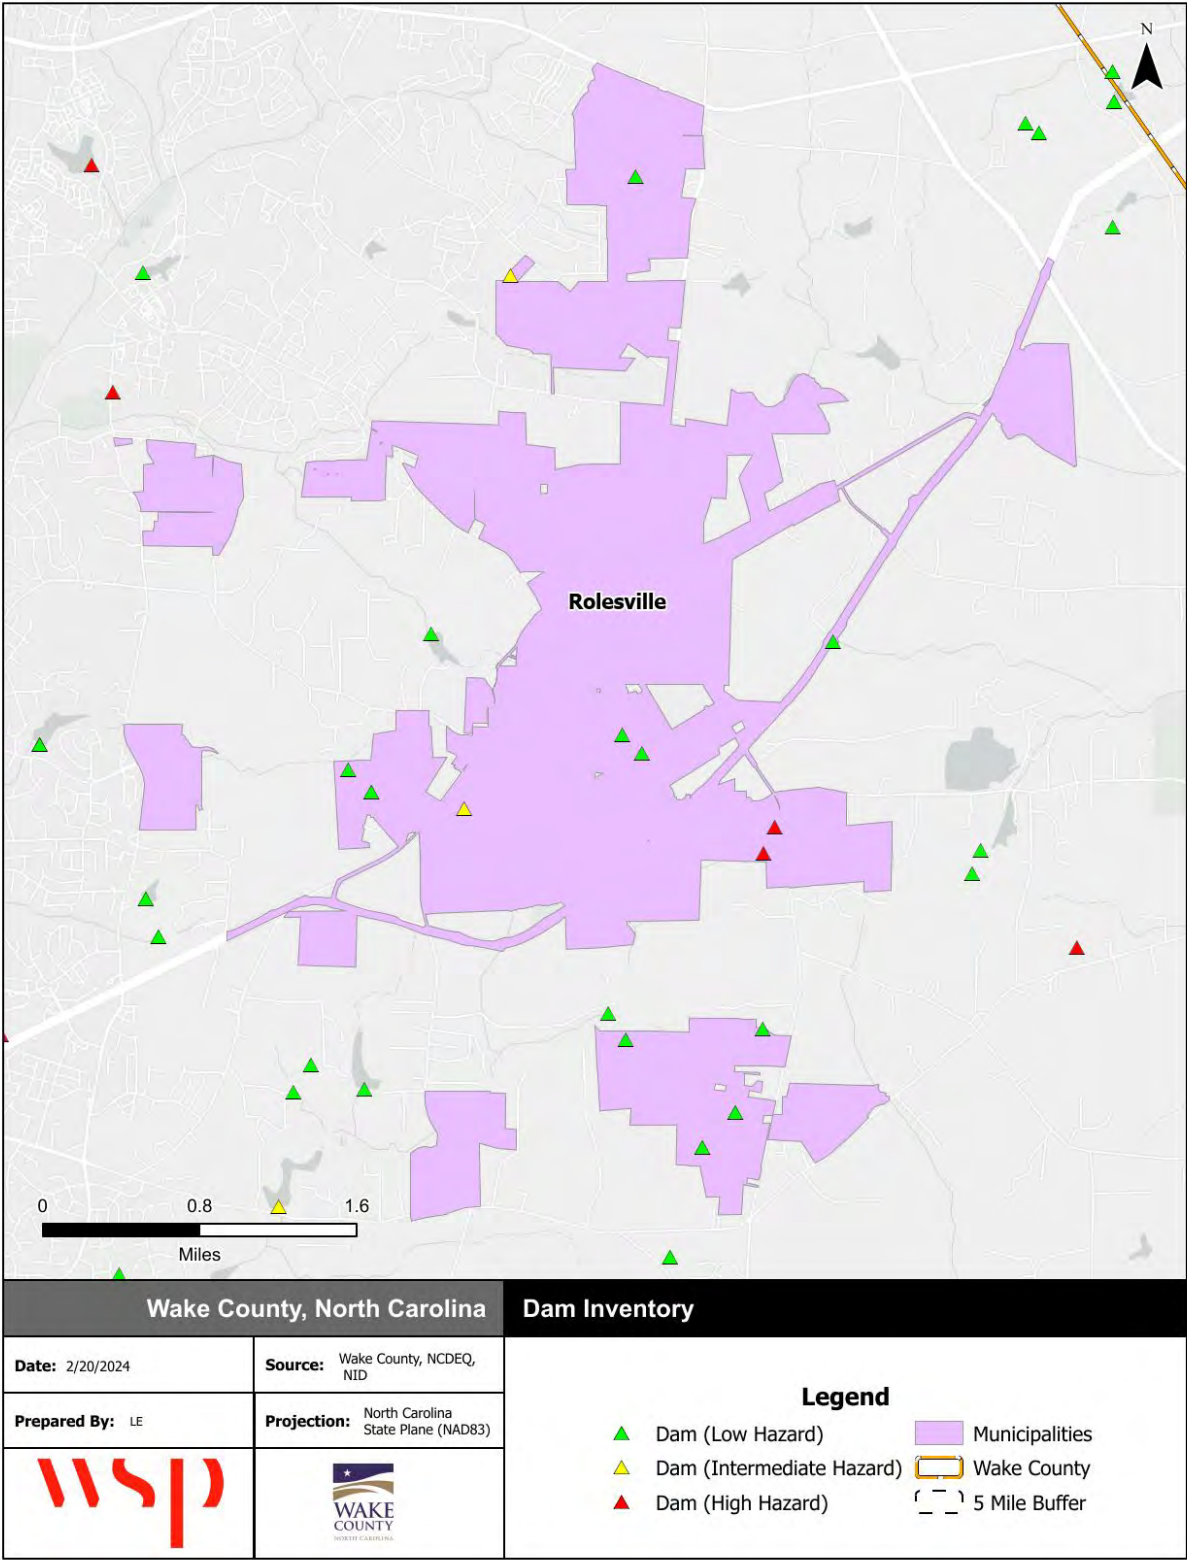 N
Rolesville
0 0.8 1.6
Miles
Wake County, North Carolina
Dam Inventory
Date: 2/20/2024
Source: Wake County, NCDEQ,
NID
Prepared By: LE
Projection: North Carolina
State Plane (NAD83)
wsp
WAKE
COUNTY
NORTH CAROLINA
Legend
Dam (Low Hazard)
Dam (Intermediate Hazard)
Dam (High Hazard)
Municipalities
Wake County
5 Mile Buffer